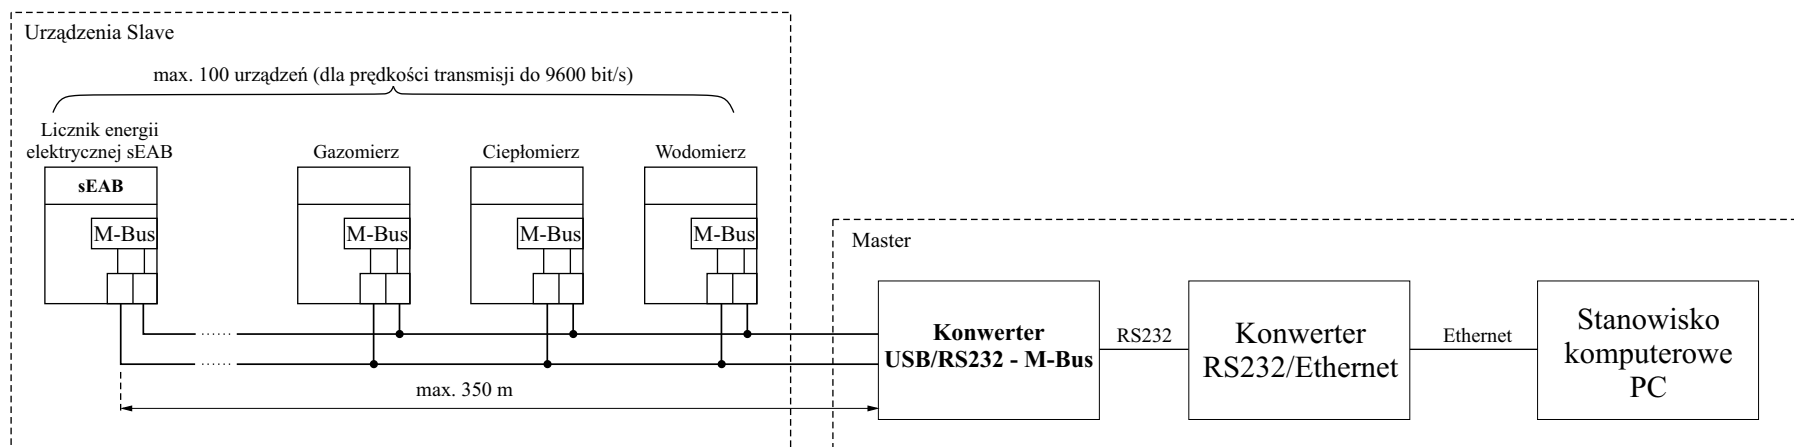 Urządzenia Slave
max. 100 urządzeń (dla prędkości transmisji do 9600 bit/s)
Licznik energii
elektrycznej sEAB
Gazomierz
Ciepłomierz
Wodomierz
sEAB
M-Bus
M-Bus
M-Bus
M-Bus
max. 350 m
Master
Konwerter
USB/RS232 - M-Bus
RS232
Konwerter
RS232/Ethernet
Ethernet
Stanowisko
komputerowe
PC